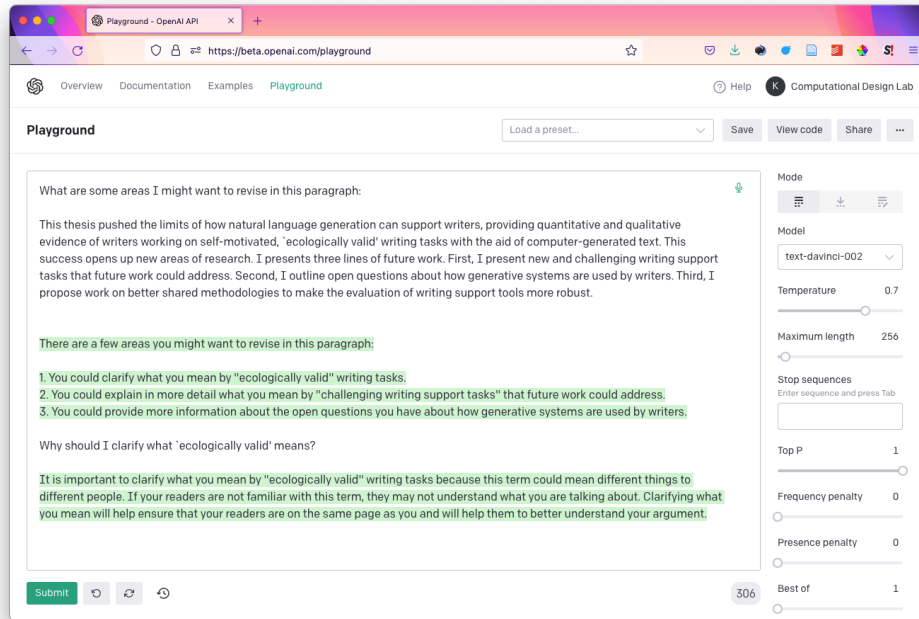 Playground - OpenAI API
https://beta.openai.com/playground
Overview Documentation Examples Playground
Help K Computational Design Lab
Playground
Load a preset... Save View code Share ...
What are some areas I might want to revise in this paragraph:
This thesis pushed the limits of how natural language generation can support writers, providing quantitative and qualitative
evidence of writers working on self-motivated, `ecologically valid' writing tasks with the aid of computer-generated text. This
success opens up new areas of research. I presents three lines of future work. First, I present new and challenging writing support
tasks that future work could address. Second, I outline open questions about how generative systems are used by writers. Third, I
propose work on better shared methodologies to make the evaluation of writing support tools more robust.
There are a few areas you might want to revise in this paragraph:
1. You could clarify what you mean by "ecologically valid" writing tasks.
2. You could explain in more detail what you mean by "challenging writing support tasks" that future work could address.
3. You could provide more information about the open questions you have about how generative systems are used by writers.
Why should I clarify what `ecologically valid' means?
It is important to clarify what you mean by "ecologically valid" writing tasks because this term could mean different things to
different people. If your readers are not familiar with this term, they may not understand what you are talking about. Clarifying what
you mean will help ensure that your readers are on the same page as you and will help them to better understand your argument.
Submit
306
Mode
Model
text-davinci-002
Temperature 0.7
Maximum length 256
Stop sequences
Enter sequence and press Tab
Top P 1
Frequency penalty 0
Presence penalty 0
Best of 1
S!